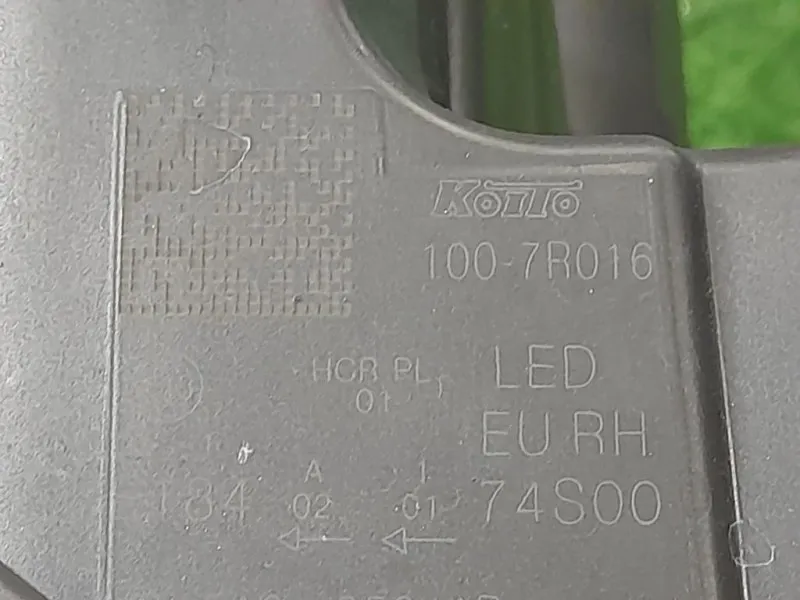 KOITO
100-7R016
HCR PL
01
LED
EU RH
184
A
02
1
01
74S00